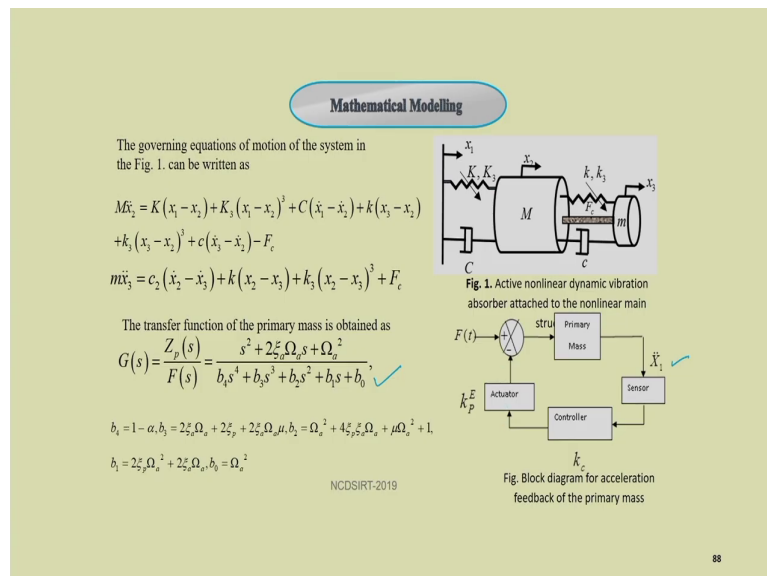 Mathematical Modelling
The governing equations of motion of the system in
the Fig. 1. can be written as
Mẍ₂ = K(x₁ − x₂) + K₃(x₁ − x₂)³ + C(ẋ₁ − ẋ₂) + k(x₃ − x₂)
+k₃(x₃ − x₂)³ + c(ẋ₃ − ẋ₂) − F_c
mẍ₃ = c₂(ẋ₂ − ẋ₃) + k(x₂ − x₃) + k₃(x₂ − x₃)³ + F_c
The transfer function of the primary mass is obtained as
G(s) = Z_p(s)/F(s) = (s² + 2ξ_aΩ_as + Ω_a²)/(b₄s⁴ + b₃s³ + b₂s² + b₁s + b₀),
b₄ = 1 − α, b₃ = 2ξ_aΩ_a + 2ξ_p + 2ξ_aΩ_aμ, b₂ = Ω_a² + 4ξ_pξ_aΩ_a + μΩ_a² + 1,
b₁ = 2ξ_pΩ_a² + 2ξ_aΩ_a, b₀ = Ω_a²
NCDSIRT-2019
x₁
x₂
K, K₃
k, k₃
x₃
F_c
M
m
C
c
Fig. 1. Active nonlinear dynamic vibration
absorber attached to the nonlinear main
stru
Primary
Mass
F(t)
+
−
Ẍ₁
Sensor
Actuator
k_P^E
Controller
k_c
Fig. Block diagram for acceleration
feedback of the primary mass
88